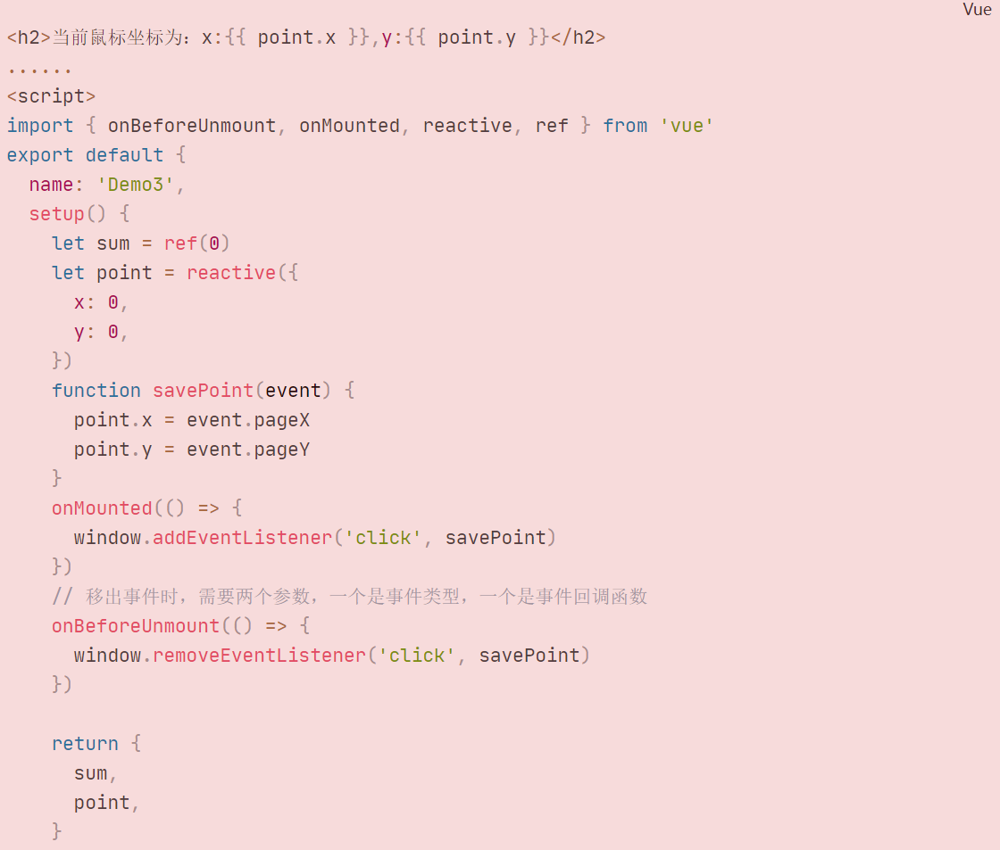 Vue
<h2>当前鼠标坐标为：x:{{ point.x }},y:{{ point.y }}</h2>
......
<script>
import { onBeforeUnmount, onMounted, reactive, ref } from 'vue'
export default {
  name: 'Demo3',
  setup() {
    let sum = ref(0)
    let point = reactive({
      x: 0,
      y: 0,
    })
    function savePoint(event) {
      point.x = event.pageX
      point.y = event.pageY
    }
    onMounted(() => {
      window.addEventListener('click', savePoint)
    })
    // 移出事件时，需要两个参数，一个是事件类型，一个是事件回调函数
    onBeforeUnmount(() => {
      window.removeEventListener('click', savePoint)
    })

    return {
      sum,
      point,
    }